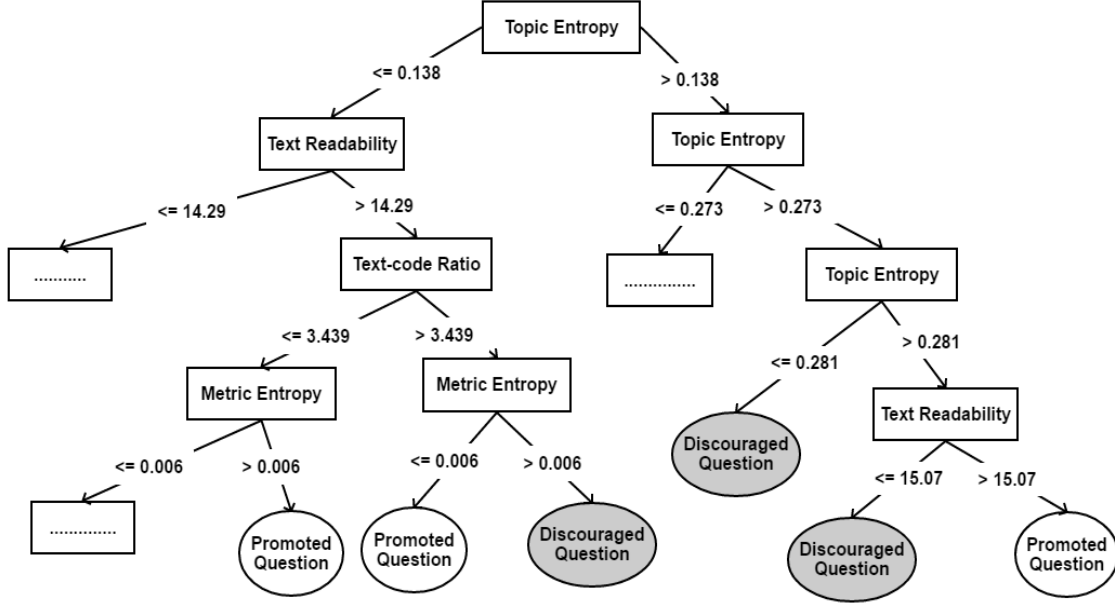 Topic Entropy
<= 0.138
> 0.138
Text Readability
Topic Entropy
<= 14.29
> 14.29
<= 0.273
> 0.273
...........
Text-code Ratio
...............
Topic Entropy
<= 3.439
> 3.439
<= 0.281
> 0.281
Metric Entropy
Metric Entropy
Text Readability
<= 0.006
> 0.006
<= 0.006
> 0.006
Discouraged
Question
<= 15.07
> 15.07
..............
Promoted
Question
Promoted
Question
Discouraged
Question
Discouraged
Question
Promoted
Question